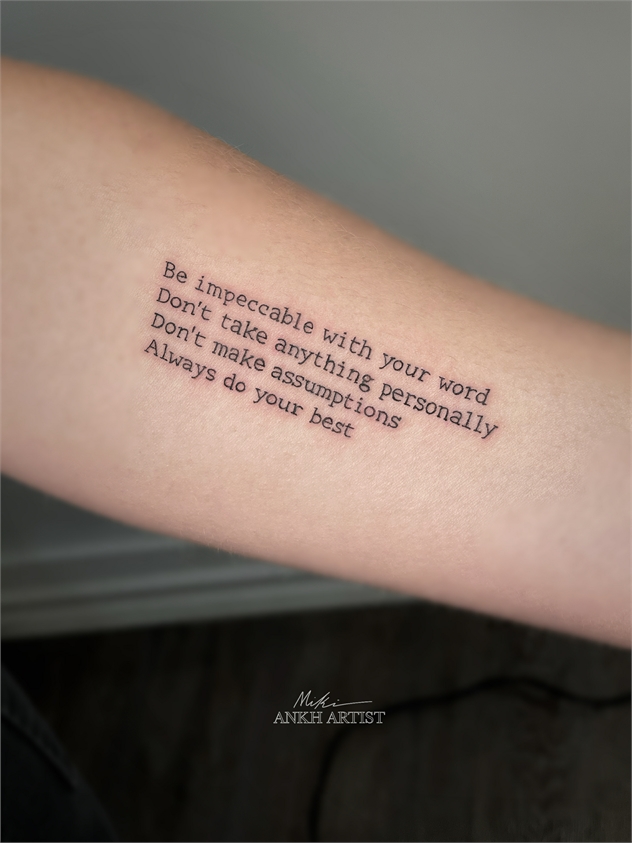 Be impeccable with your word
Don't take anything personally
Don't make assumptions
Always do your best
Miki
ANKH ARTIST